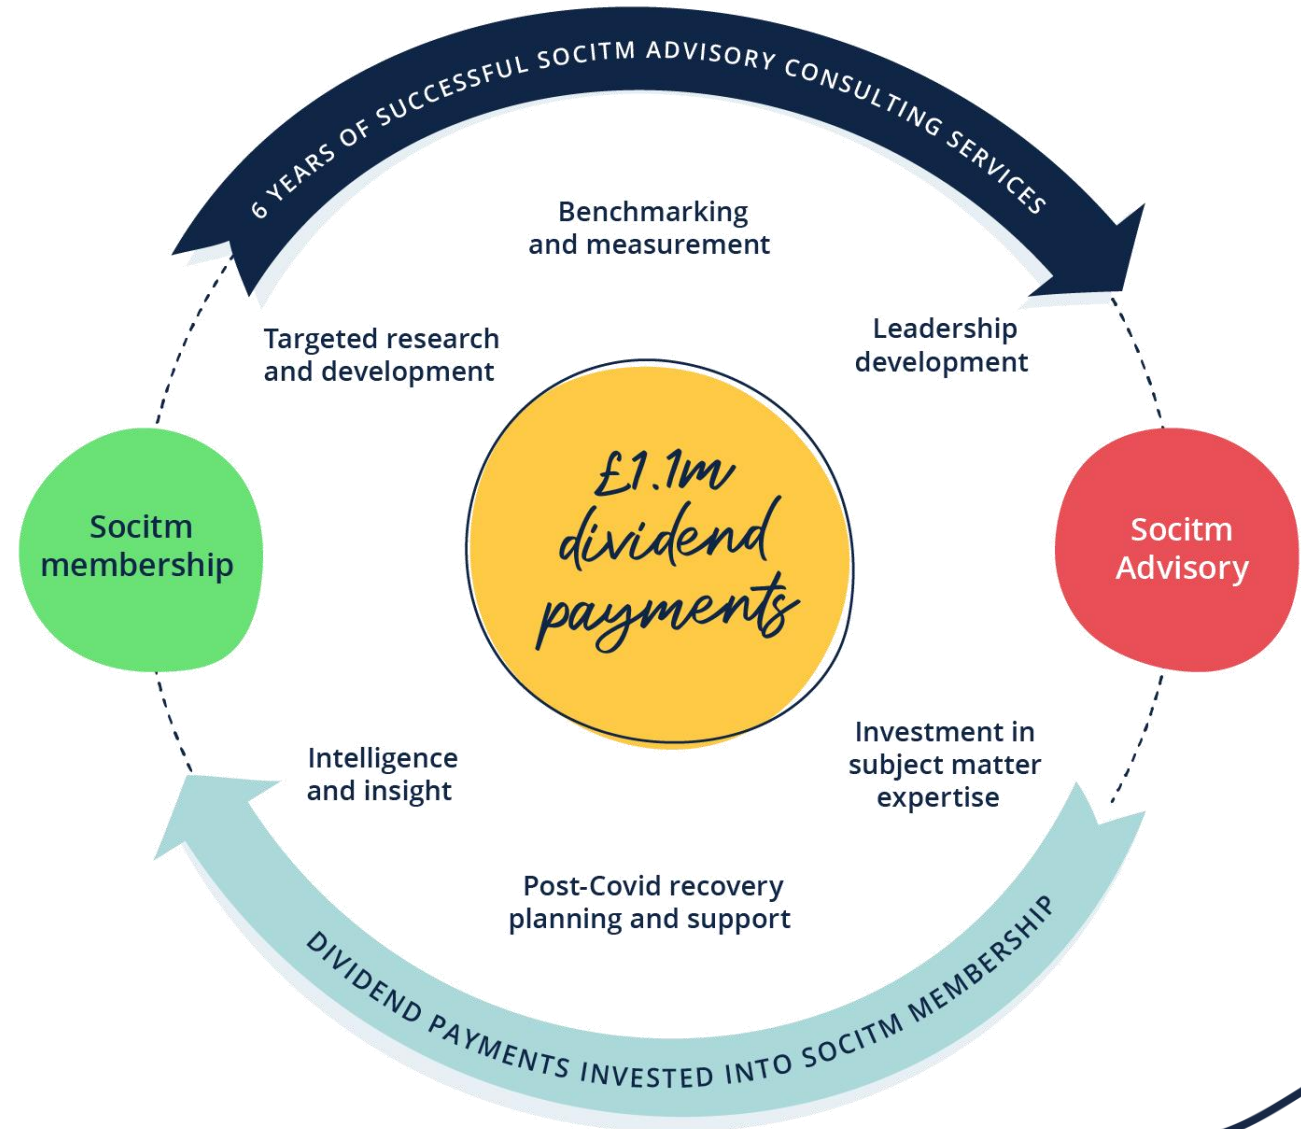 6 YEARS OF SUCCESSFUL SOCITM ADVISORY CONSULTING SERVICES
Benchmarking
and measurement
Targeted research
and development
Leadership
development
£1.1m
dividend
payments
Socitm
membership
Socitm
Advisory
Intelligence
and insight
Investment in
subject matter
expertise
Post-Covid recovery
planning and support
DIVIDEND PAYMENTS INVESTED INTO SOCITM MEMBERSHIP